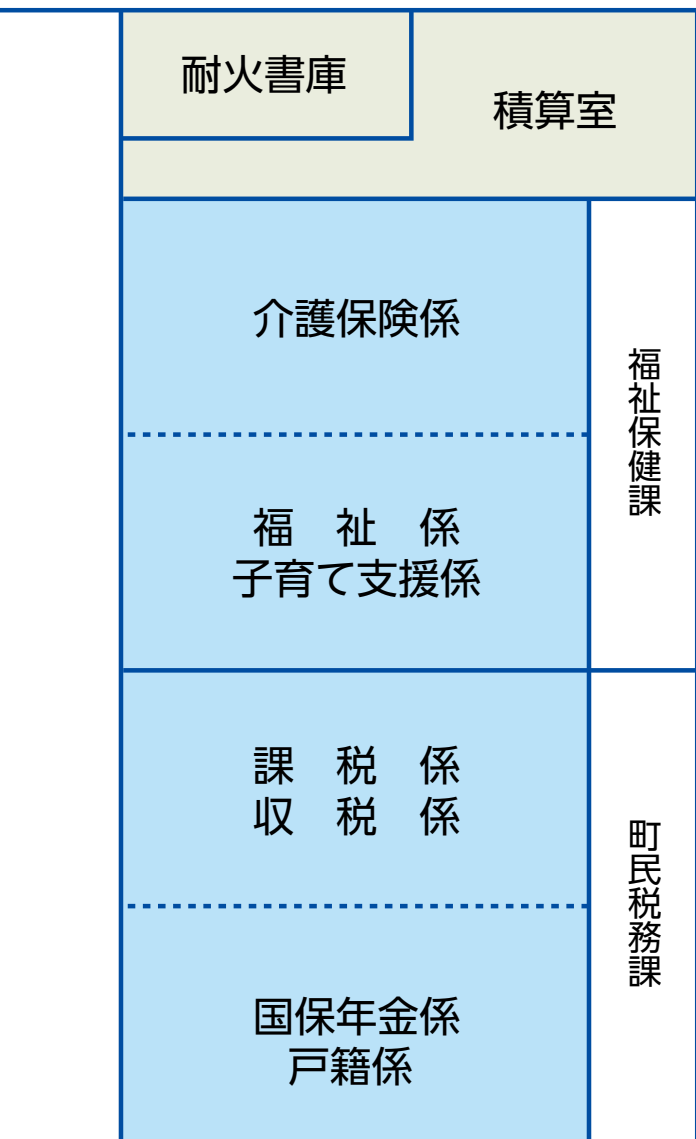 耐火書庫
積算室
介護保険係
福祉保健課
福　祉　係
子育て支援係
課　税　係
収　税　係
町民税務課
国保年金係
戸籍係